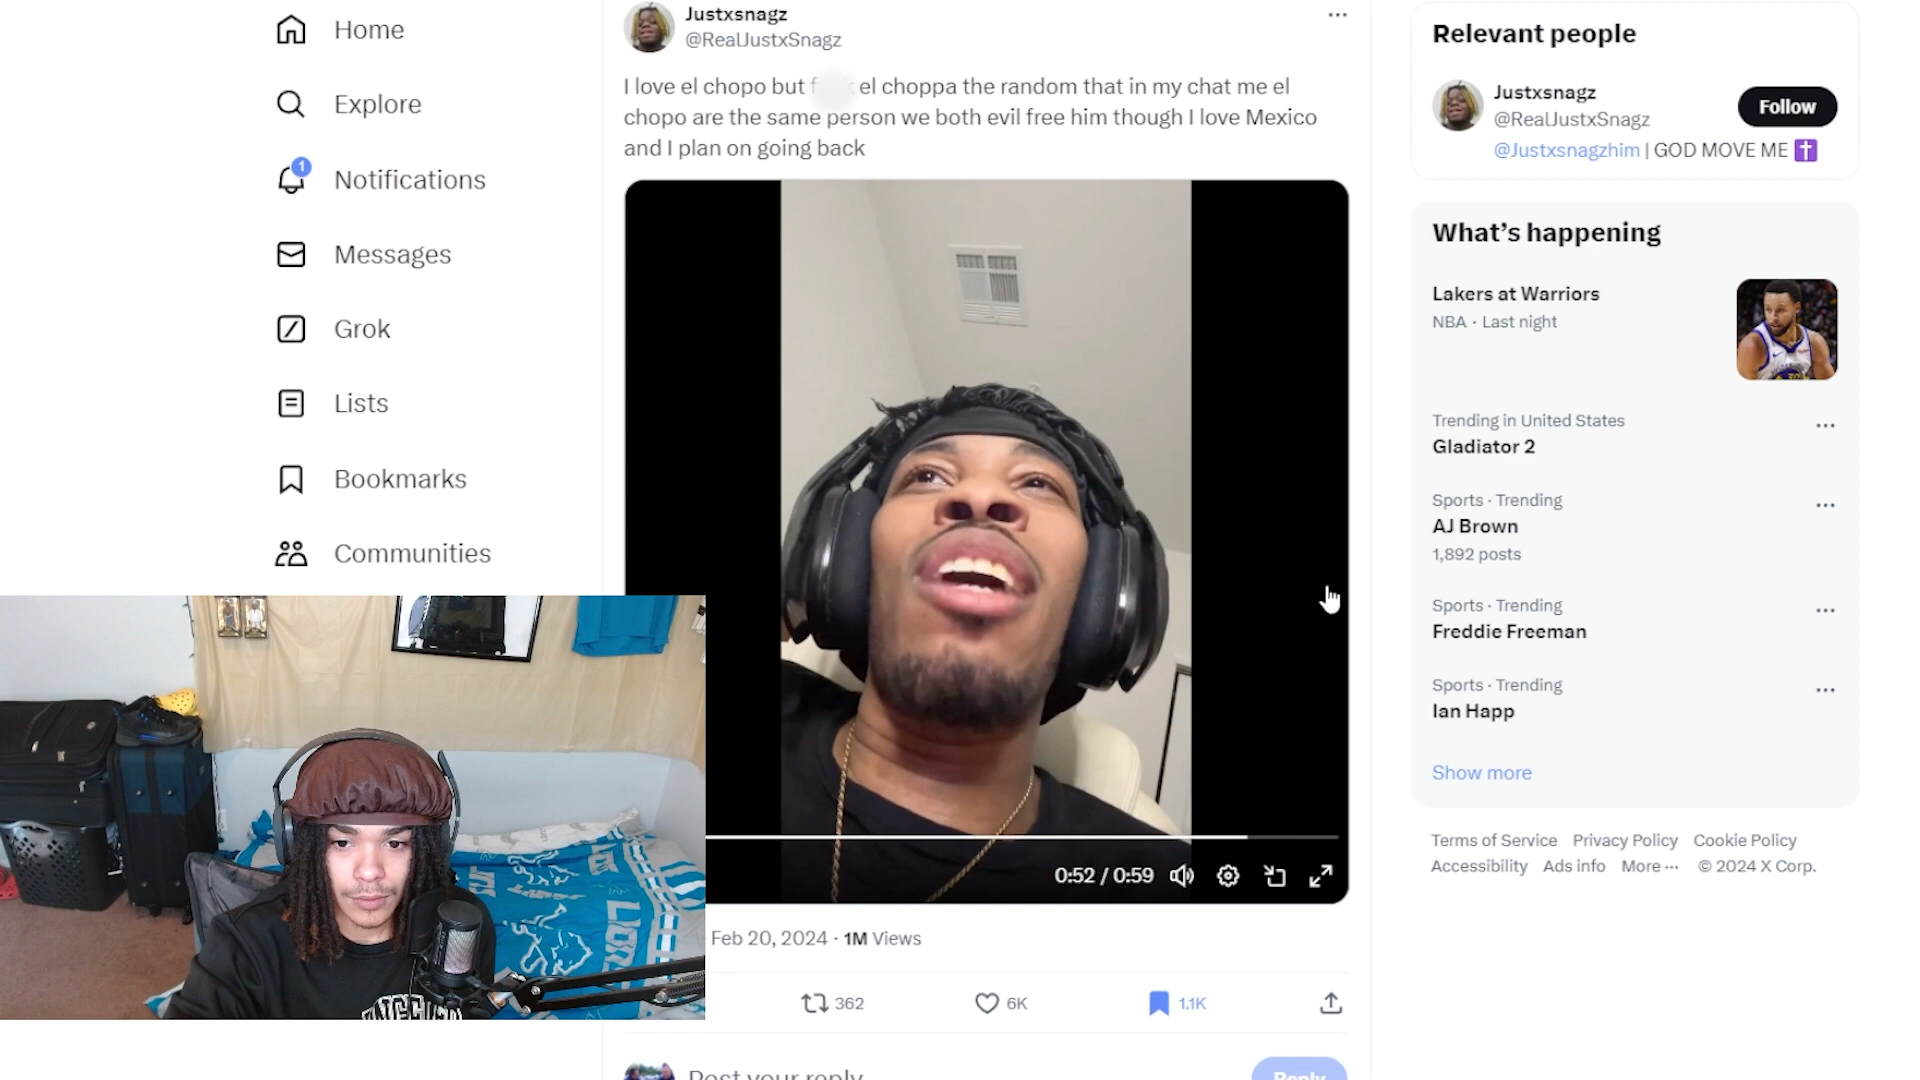 Home
Explore
1
Notifications
Messages
Grok
Lists
Bookmarks
Communities
Justxsnagz
@RealJustxSnagz
I love el chopo but f k el choppa the random that in my chat me el
chopo are the same person we both evil free him though I love Mexico
and I plan on going back
0:52 / 0:59
Feb 20, 2024 · 1M Views
362
6K
1.1K
Post your reply
Reply
Relevant people
Justxsnagz
@RealJustxSnagz
Follow
@Justxsnagzhim | GOD MOVE ME
What's happening
Lakers at Warriors
NBA · Last night
Trending in United States
Gladiator 2
Sports · Trending
AJ Brown
1,892 posts
Sports · Trending
Freddie Freeman
Sports · Trending
Ian Happ
Show more
Terms of Service Privacy Policy Cookie Policy
Accessibility Ads info More ··· © 2024 X Corp.